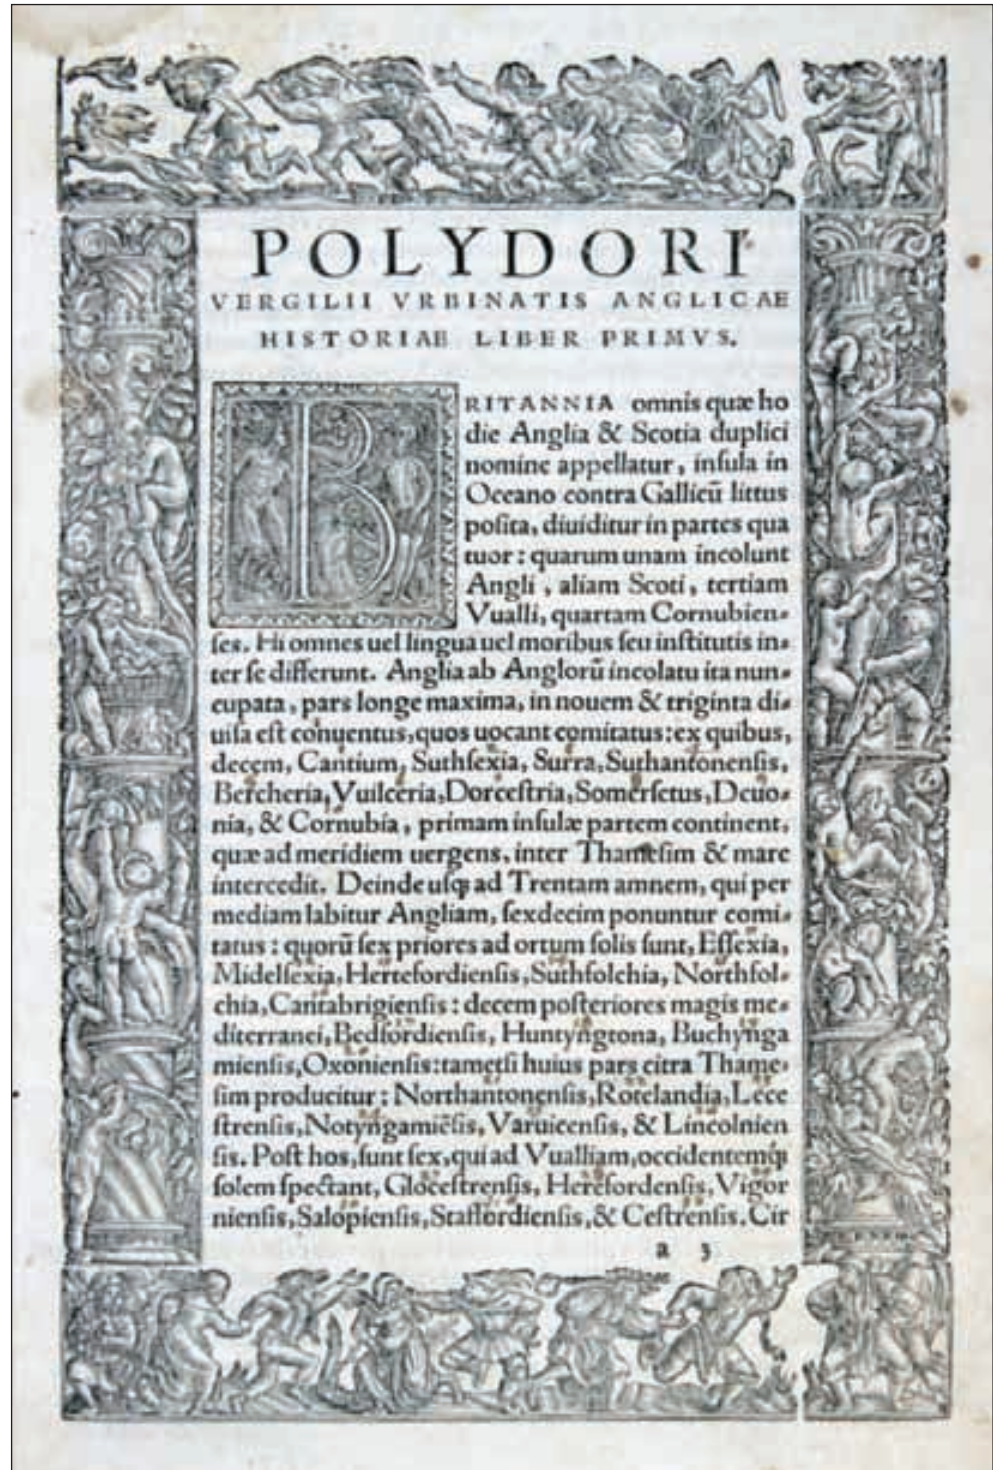 POLYDORI
VERGILII VRBINATIS ANGLICAE
HISTORIAE LIBER PRIMVS.
BRITANNIA omnis quæ ho
die Anglia & Scotia duplici
nomine appellatur, inſula in
Oceano contra Gallicū littus
poſita, diuiditur in partes qua
tuor : quarum unam incolunt
Angli , aliam Scoti , tertiam
Vualli, quartam Cornubien-
ſes. Hi omnes uel lingua uel moribus ſeu inſtitutis in-
ter ſe differunt. Anglia ab Anglorū incolatu ita nun-
cupata , pars longe maxima, in nouem & triginta di-
uiſa eſt conuentus, quos uocant comitatus: ex quibus,
decem, Cantium, Suthſexia, Surra, Suthantonenſis,
Bercheria, Vuilceria, Dorceſtria, Somerſetus, Deuo-
nia, & Cornubia , primam inſulæ partem continent,
quæ ad meridiem uergens, inter Thameſim & mare
intercedit. Deinde uſq; ad Trentam amnem, qui per
mediam labitur Angliam, ſexdecim ponuntur comi-
tatus : quorū ſex priores ad ortum ſolis ſunt, Eſſexia,
Midelſexia, Hertefordienſis, Suthfolchia, Northfol-
chia, Cantabrigienſis : decem poſteriores magis me-
diterranei, Bedfordienſis, Huntyngtona, Buchynga
mienſis, Oxonienſis: tametſi huius pars citra Thame-
ſim producitur : Northantonenſis, Rotelandia, Lece
ſtrenſis, Notyngamiēſis, Varuicenſis, & Lincolnien
ſis. Poſt hos, ſunt ſex, qui ad Vualliam, occidentemq;
ſolem ſpectant, Gloceſtrenſis, Herefordenſis, Vigor
nienſis, Salopienſis, Staffordienſis, & Ceſtrenſis. Cir
a 3